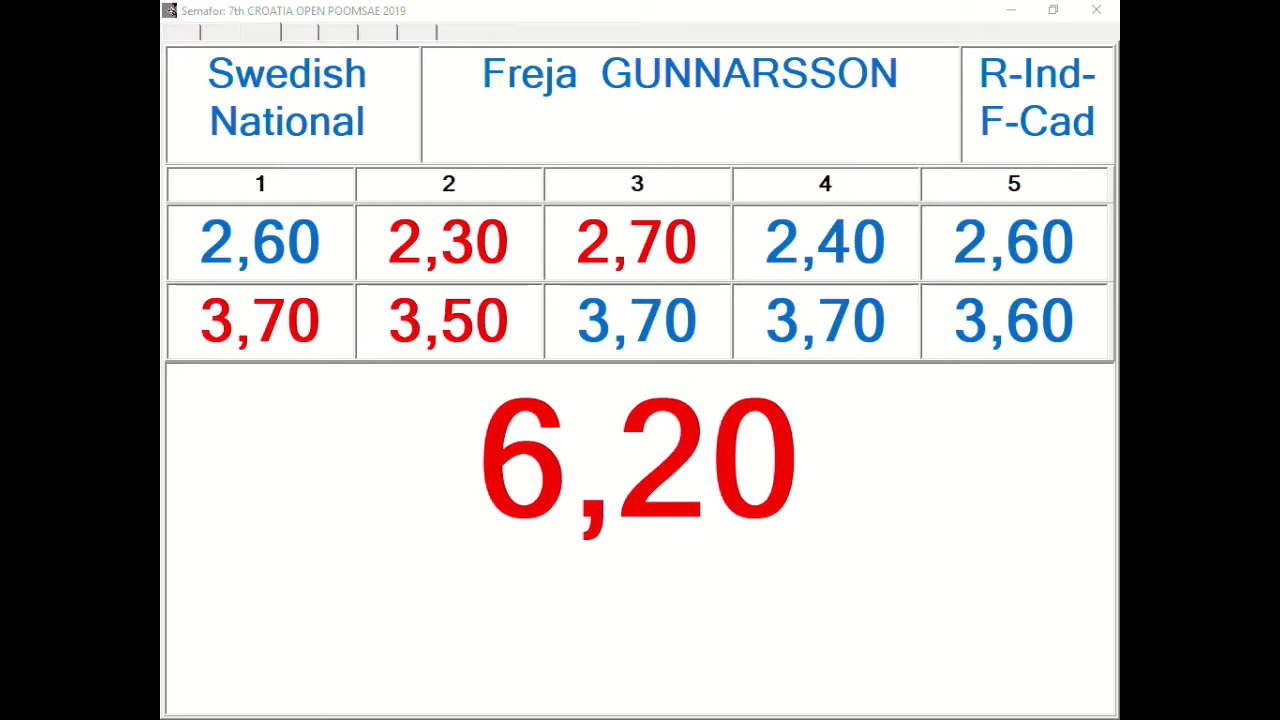 Semafor: 7th CROATIA OPEN POOMSAE 2019
Swedish National
Freja GUNNARSSON
R-Ind-F-Cad
1 2 3 4 5
2,60 2,30 2,70 2,40 2,60
3,70 3,50 3,70 3,70 3,60
6,20